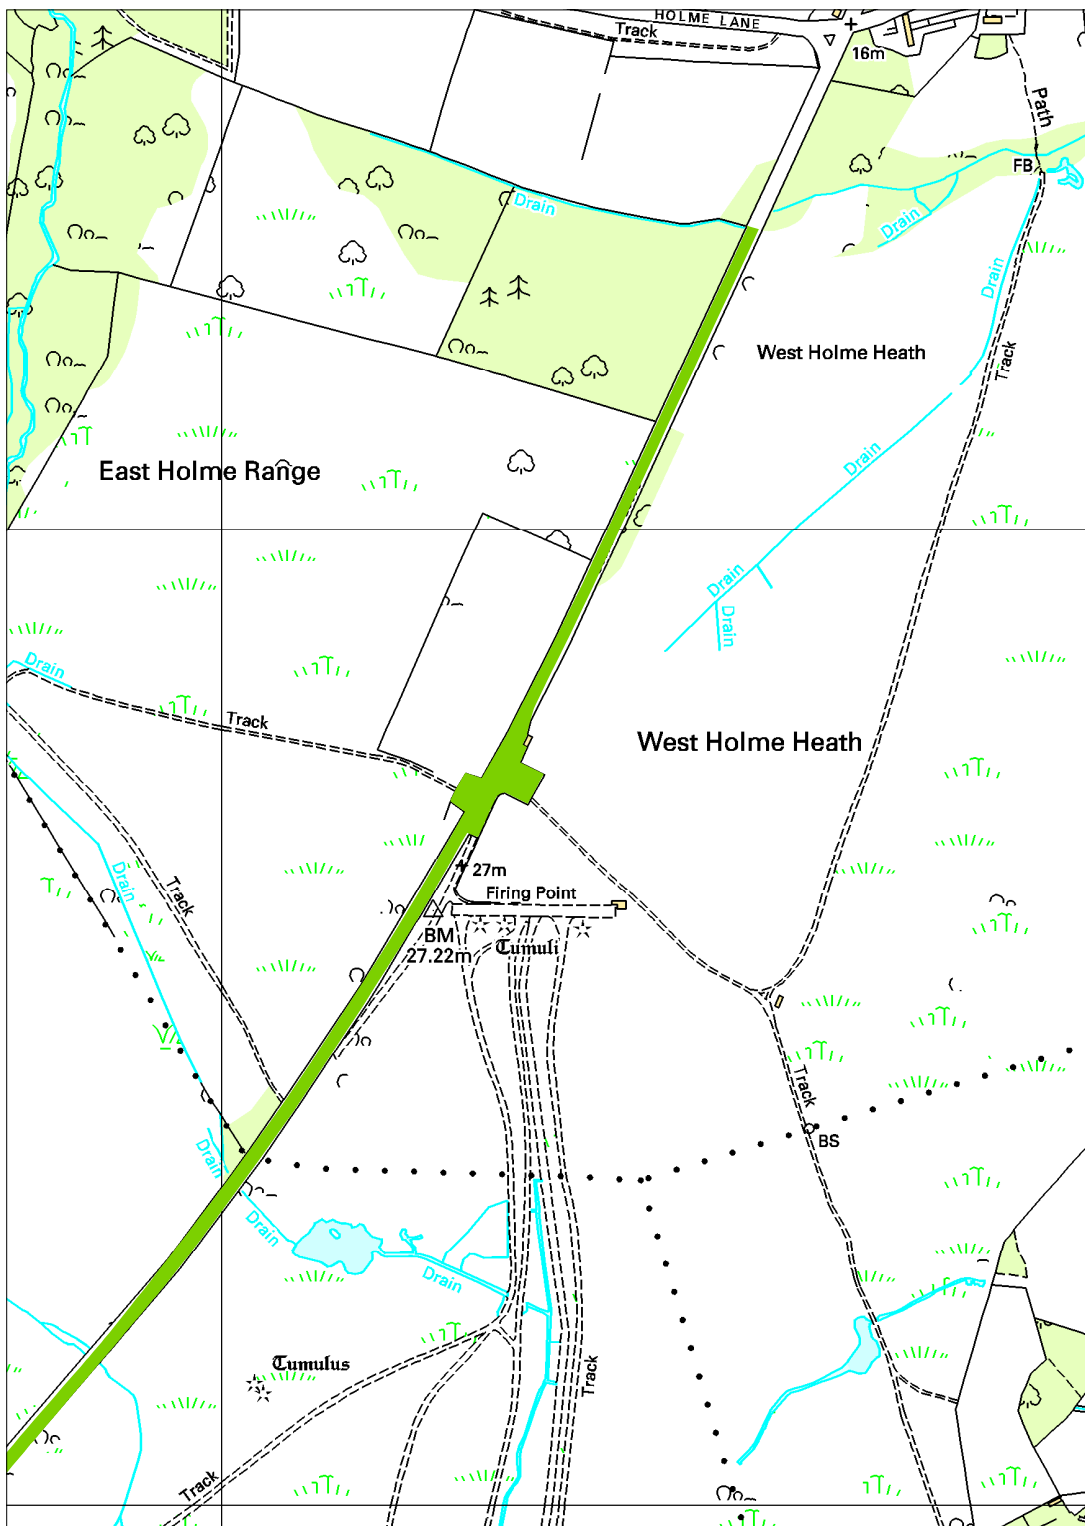 HOLME LANE
Track
16m
Path
FB
Drain
Drain
Drain
Track
West Holme Heath
Drain
East Holme Range
Drain
Drain
Drain
Track
West Holme Heath
Drain
Track
27m
Firing Point
BM
27.22m
Tumuli
Track
BS
Drain
Drain
Drain
Tumulus
Track
Track